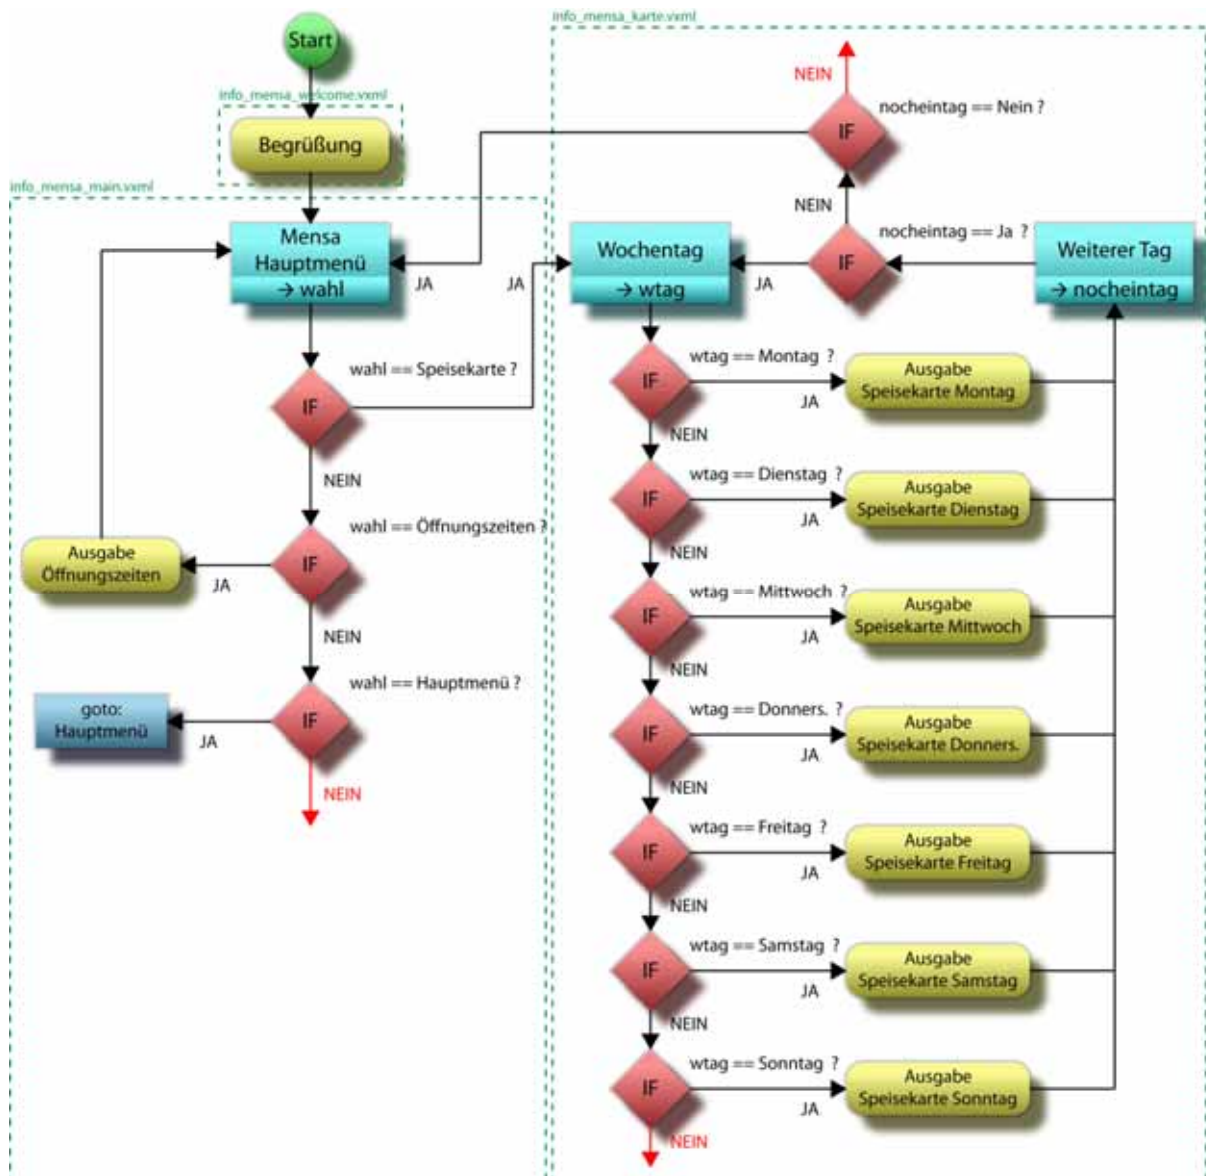 info_mensa_karte.vxml
Start
NEIN
info_mensa_welcome.vxml
nocheintag == Nein ?
IF
Begrüßung
info_mensa_main.vxml
NEIN
Mensa
Hauptmenü
→ wahl
JA
JA
Wochentag
→ wtag
JA
nocheintag == Ja ?
IF
Weiterer Tag
→ nocheintag
wahl == Speisekarte ?
IF
NEIN
wahl == Öffnungszeiten ?
IF
JA
Ausgabe
Öffnungszeiten
NEIN
wahl == Hauptmenü ?
IF
JA
goto:
Hauptmenü
NEIN
wtag == Montag ?
IF
JA
Ausgabe
Speisekarte Montag
NEIN
wtag == Dienstag ?
IF
JA
Ausgabe
Speisekarte Dienstag
NEIN
wtag == Mittwoch ?
IF
JA
Ausgabe
Speisekarte Mittwoch
NEIN
wtag == Donners. ?
IF
JA
Ausgabe
Speisekarte Donners.
NEIN
wtag == Freitag ?
IF
JA
Ausgabe
Speisekarte Freitag
NEIN
wtag == Samstag ?
IF
JA
Ausgabe
Speisekarte Samstag
NEIN
wtag == Sonntag ?
IF
JA
Ausgabe
Speisekarte Sonntag
NEIN